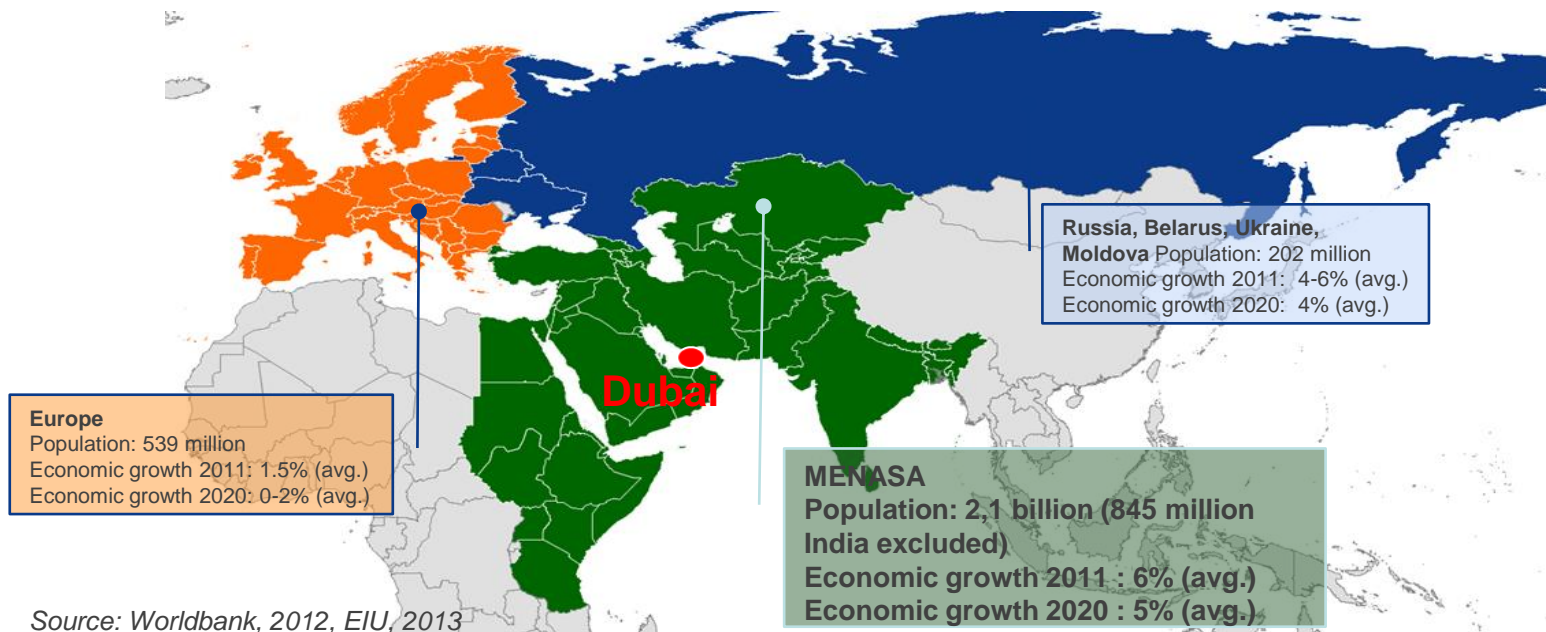 Russia, Belarus, Ukraine,
Moldova Population: 202 million
Economic growth 2011:  4-6% (avg.)
Economic growth 2020:  4% (avg.)
Dubai
Europe
Population: 539 million
Economic growth 2011: 1.5% (avg.)
Economic growth 2020: 0-2% (avg.)
MENASA
Population: 2,1 billion (845 million
India excluded)
Economic growth 2011 : 6% (avg.)
Economic growth 2020 : 5% (avg.)
Source: Worldbank, 2012, EIU, 2013